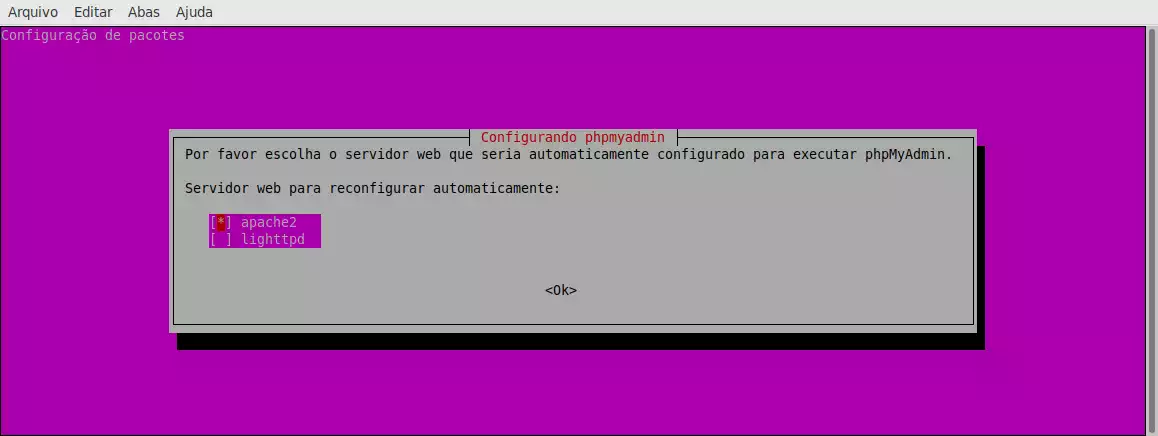 Arquivo Editar Abas Ajuda
Configuração de pacotes
Configurando phpmyadmin
Por favor escolha o servidor web que seria automaticamente configurado para executar phpMyAdmin.
Servidor web para reconfigurar automaticamente:
[*] apache2
[ ] lighttpd
<Ok>